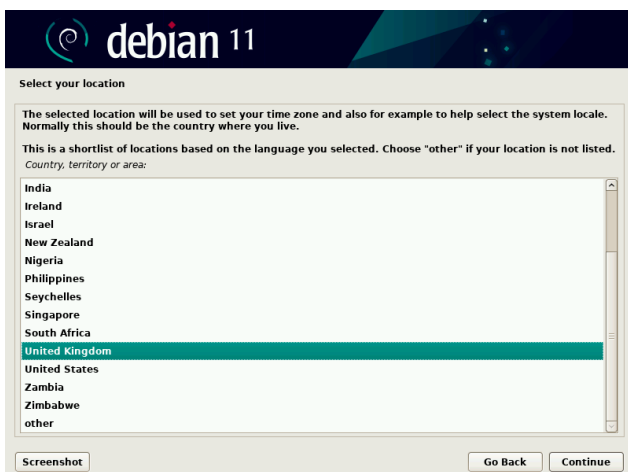 debian 11
Select your location
The selected location will be used to set your time zone and also for example to help select the system locale.
Normally this should be the country where you live.
This is a shortlist of locations based on the language you selected. Choose "other" if your location is not listed.
Country, territory or area:
India
Ireland
Israel
New Zealand
Nigeria
Philippines
Seychelles
Singapore
South Africa
United Kingdom
United States
Zambia
Zimbabwe
other
Screenshot
Go Back
Continue